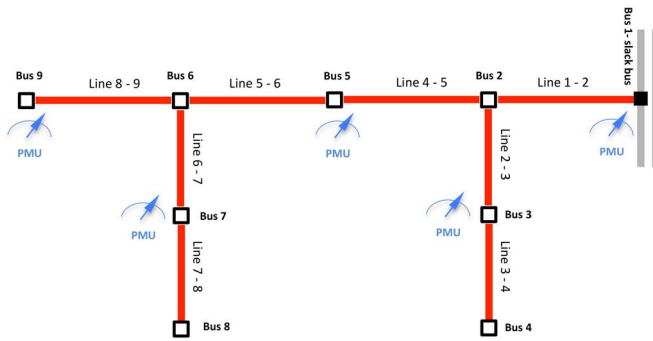 Bus 1- slack bus
Bus 9
Line 8 - 9
Bus 6
Line 5 - 6
Bus 5
Line 4 - 5
Bus 2
Line 1 - 2
PMU
PMU
PMU
Line 6 - 7
Line 2 - 3
Bus 7
PMU
Bus 3
PMU
Line 7 - 8
Line 3 - 4
Bus 8
Bus 4